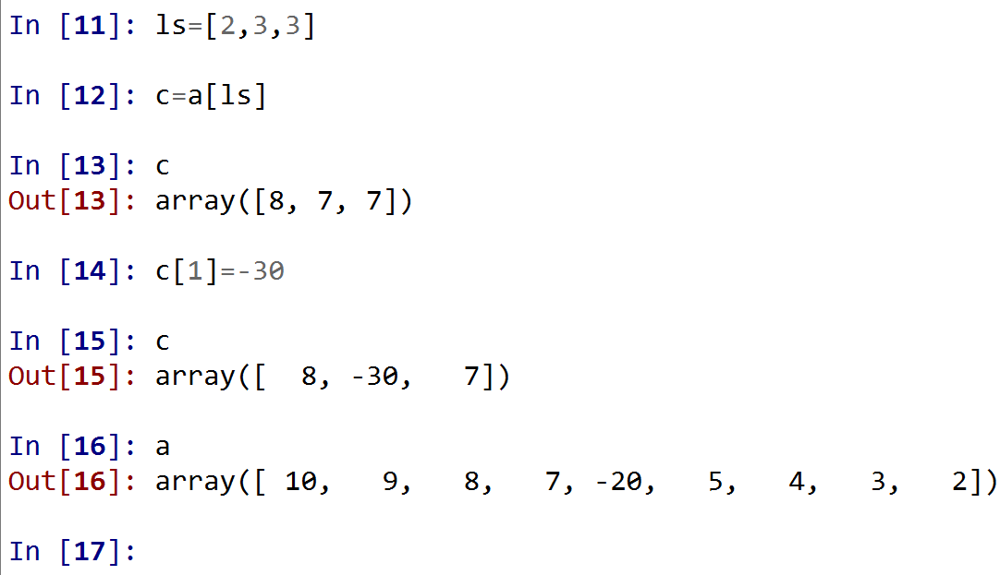 In [11]: ls=[2,3,3]
In [12]: c=a[ls]
In [13]: c
Out[13]: array([8, 7, 7])
In [14]: c[1]=-30
In [15]: c
Out[15]: array([  8, -30,   7])
In [16]: a
Out[16]: array([ 10,   9,   8,   7, -20,   5,   4,   3,   2])
In [17]: